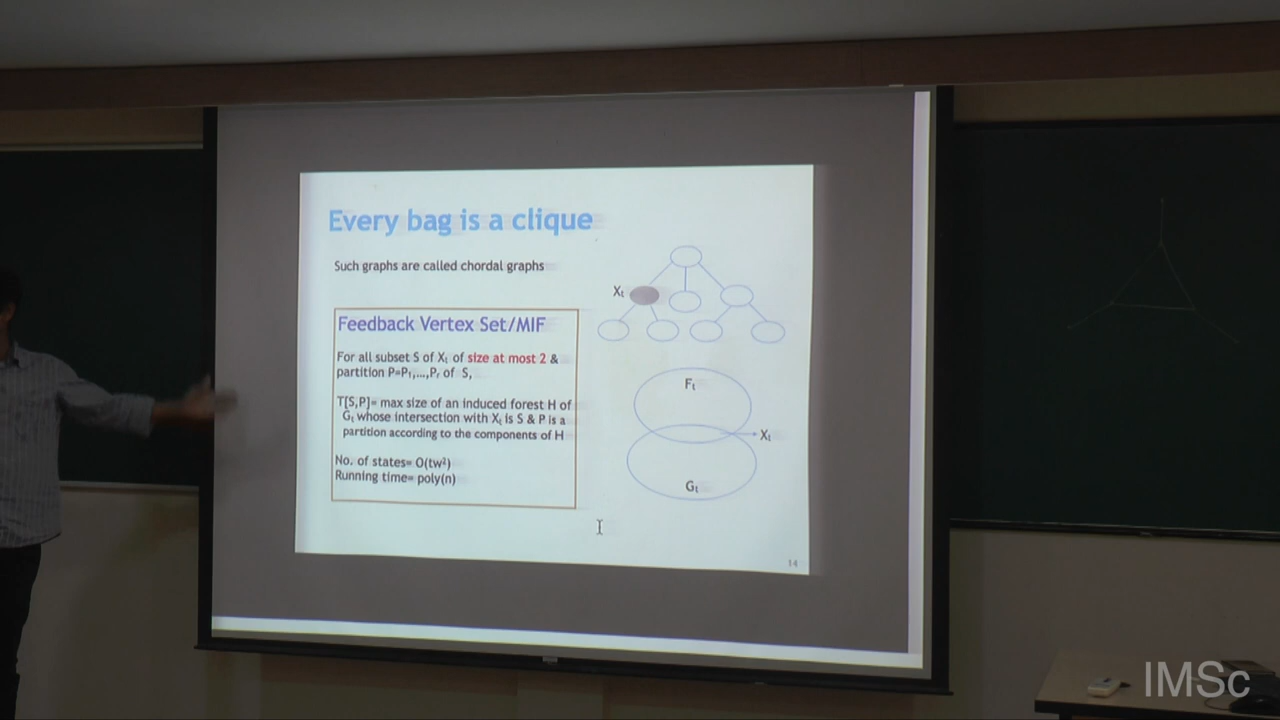 Every bag is a clique
Such graphs are called chordal graphs
Feedback Vertex Set/MIF
For all subset S of Xₜ of size at most 2 &
partition P=P₁,...,Pᵣ of S,
T[S,P]= max size of an induced forest H of
Gₜ whose intersection with Xₜ is S & P is a
partition according to the components of H
No. of states= O(tw²)
Running time= poly(n)
Xₜ
Fₜ
Xₜ
Gₜ
14
IMSc